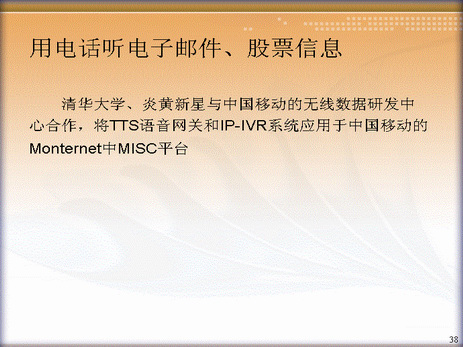 用电话听电子邮件、股票信息
清华大学、炎黄新星与中国移动的无线数据研发中
心合作，将TTS语音网关和IP-IVR系统应用于中国移动的
Monternet中MISC平台
38